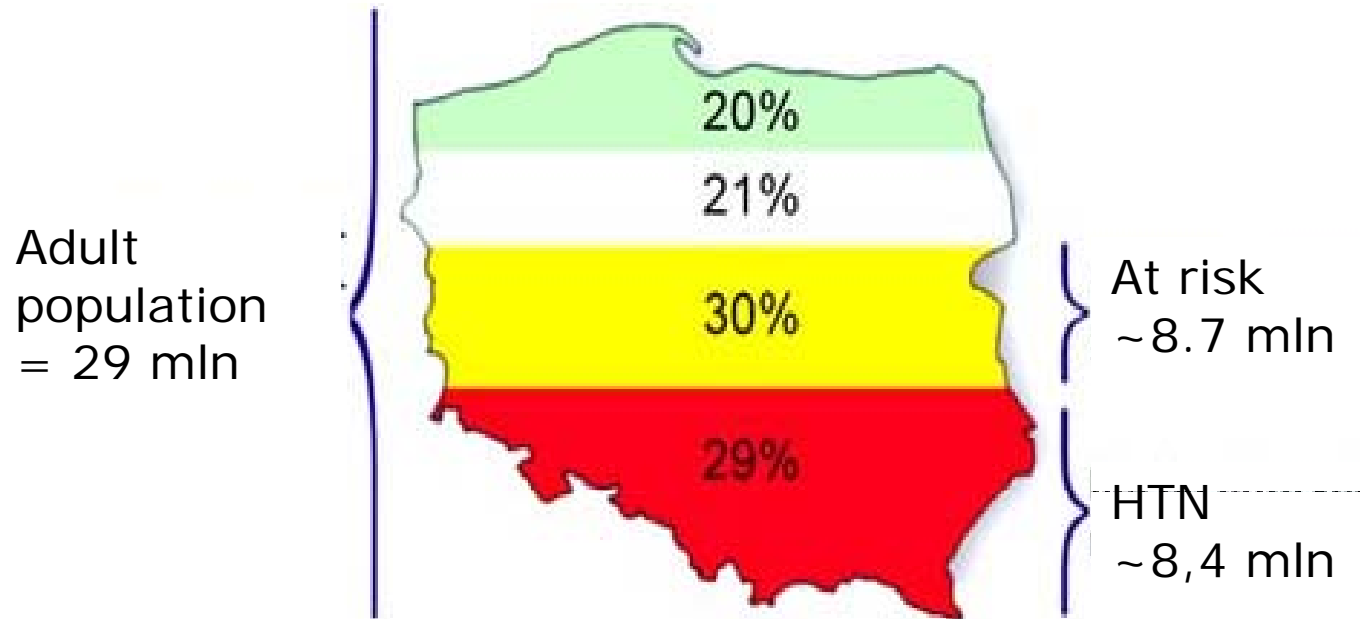 Adult
population
= 29 mln
20%
21%
30%
29%
At risk
~8.7 mln
HTN
~8,4 mln